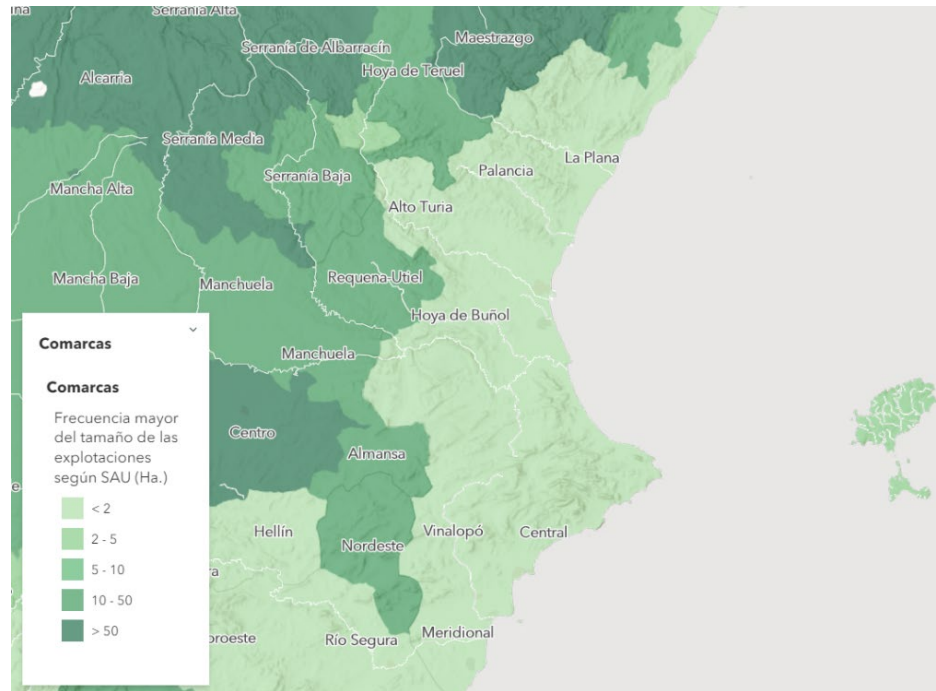 Serranía Alta
Maestrazgo
Serranía de Albarracín
Hoya de Teruel
Alcarria
Serranía Media
La Plana
Palancia
Serranía Baja
Mancha Alta
Alto Turia
Mancha Baja
Manchuela
Requena-Utiel
Hoya de Buñol
Manchuela
Centro
Almansa
Hellín
Vinalopó
Central
Nordeste
Río Segura
Meridional
Comarcas
Comarcas
Frecuencia mayor
del tamaño de las
explotaciones
según SAU (Ha.)
< 2
2 - 5
5 - 10
10 - 50
> 50